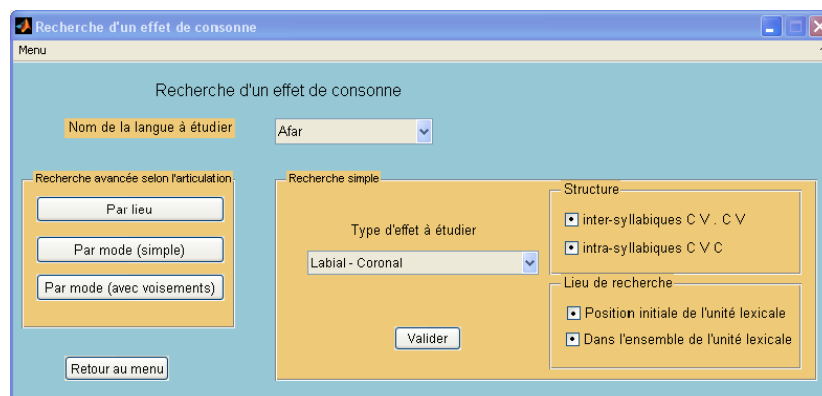 Recherche d'un effet de consonne
Menu
Recherche d'un effet de consonne
Nom de la langue à étudier
Afar
Recherche avancée selon l'articulation
Par lieu
Par mode (simple)
Par mode (avec voisements)
Retour au menu
Recherche simple
Type d'effet à étudier
Labial - Coronal
Valider
Structure
inter-syllabiques C V . C V
intra-syllabiques C V C
Lieu de recherche
Position initiale de l'unité lexicale
Dans l'ensemble de l'unité lexicale